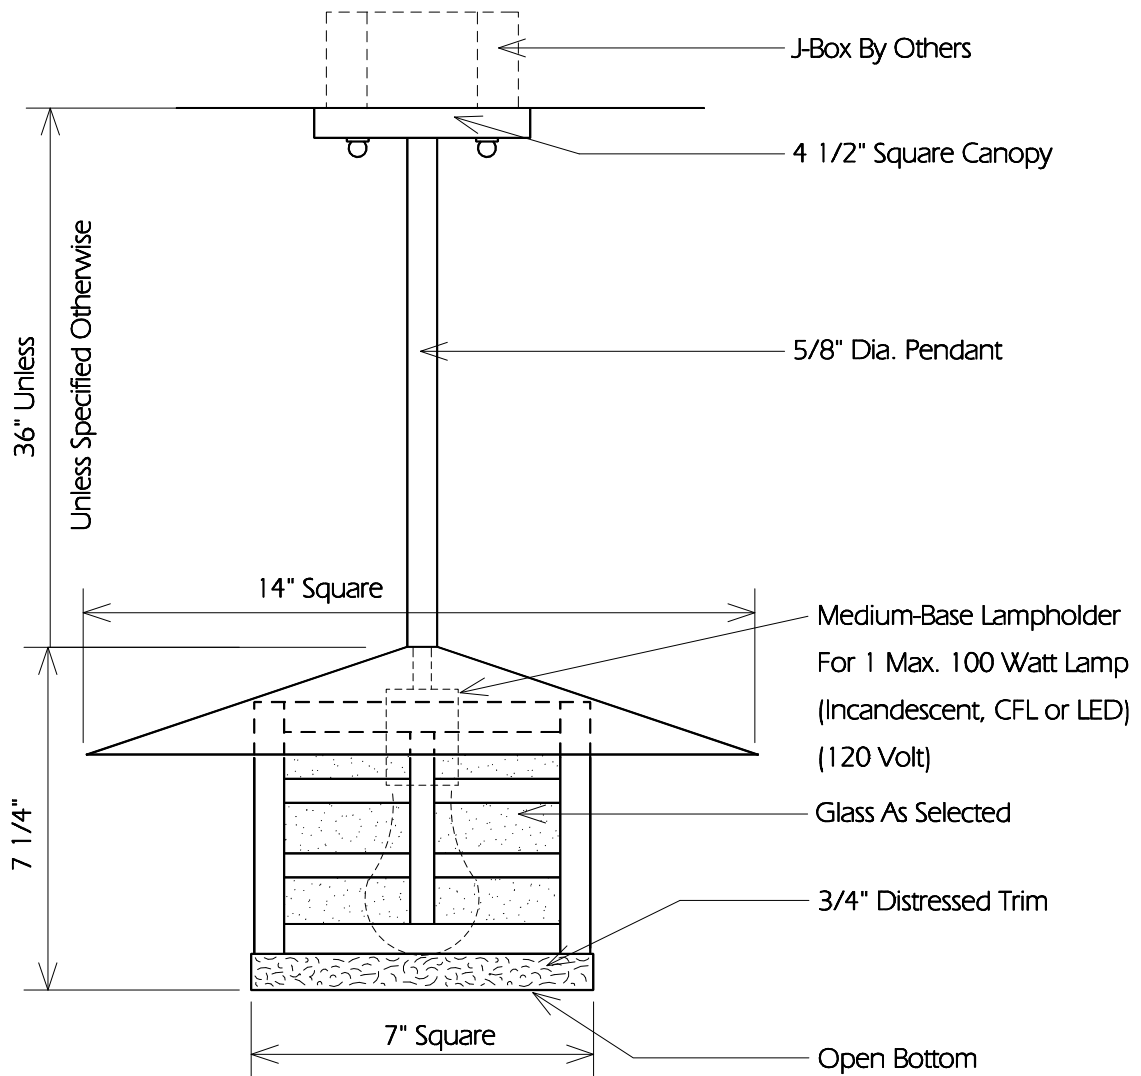 J-Box By Others
4 1/2" Square Canopy
36" Unless
Unless Specified Otherwise
5/8" Dia. Pendant
14" Square
Medium-Base Lampholder
For 1 Max. 100 Watt Lamp
(Incandescent, CFL or LED)
(120 Volt)
7 1/4"
Glass As Selected
3/4" Distressed Trim
7" Square
Open Bottom